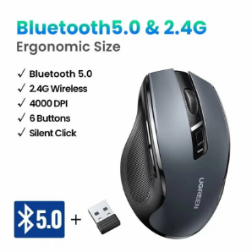 Bluetooth5.0 & 2.4G
Ergonomic Size
✓ Bluetooth 5.0
✓ 2.4G Wireless
✓ 4000 DPI
✓ 6 Buttons
✓ Silent Click
UGREEN
5.0 +